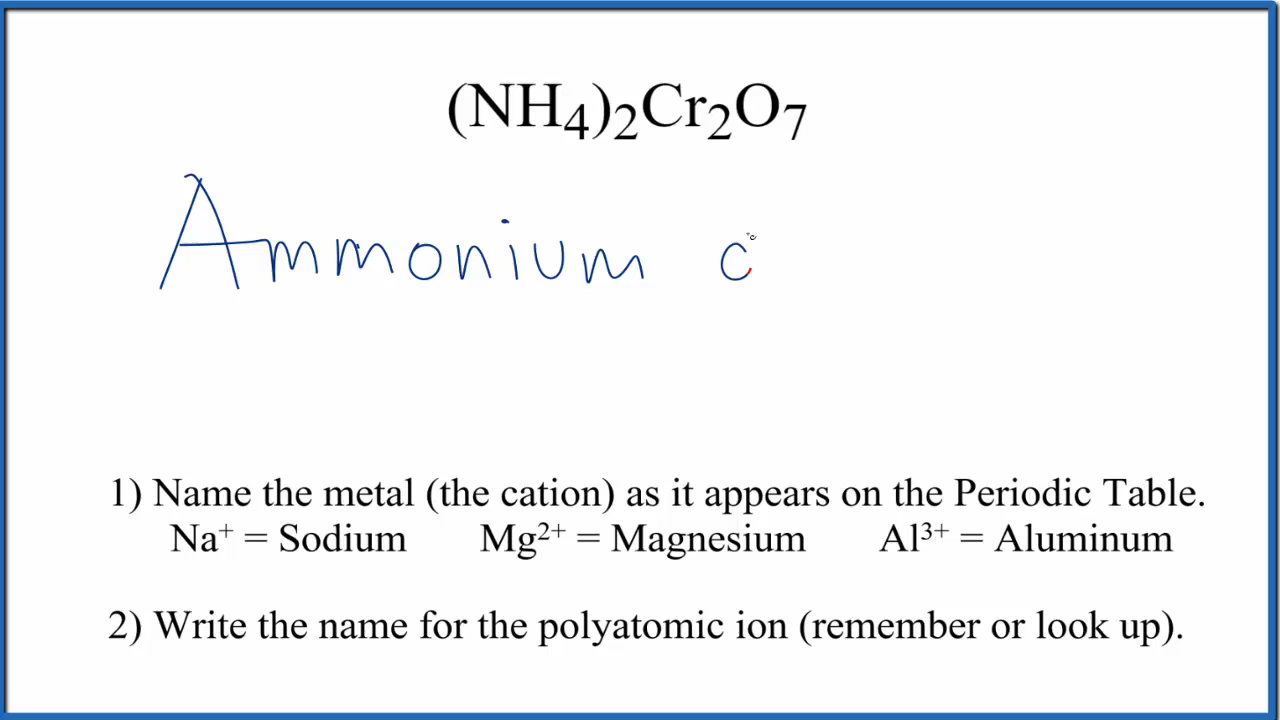 (NH₄)₂Cr₂O₇
Ammonium c
1) Name the metal (the cation) as it appears on the Periodic Table.
Na⁺ = Sodium Mg²⁺ = Magnesium Al³⁺ = Aluminum
2) Write the name for the polyatomic ion (remember or look up).